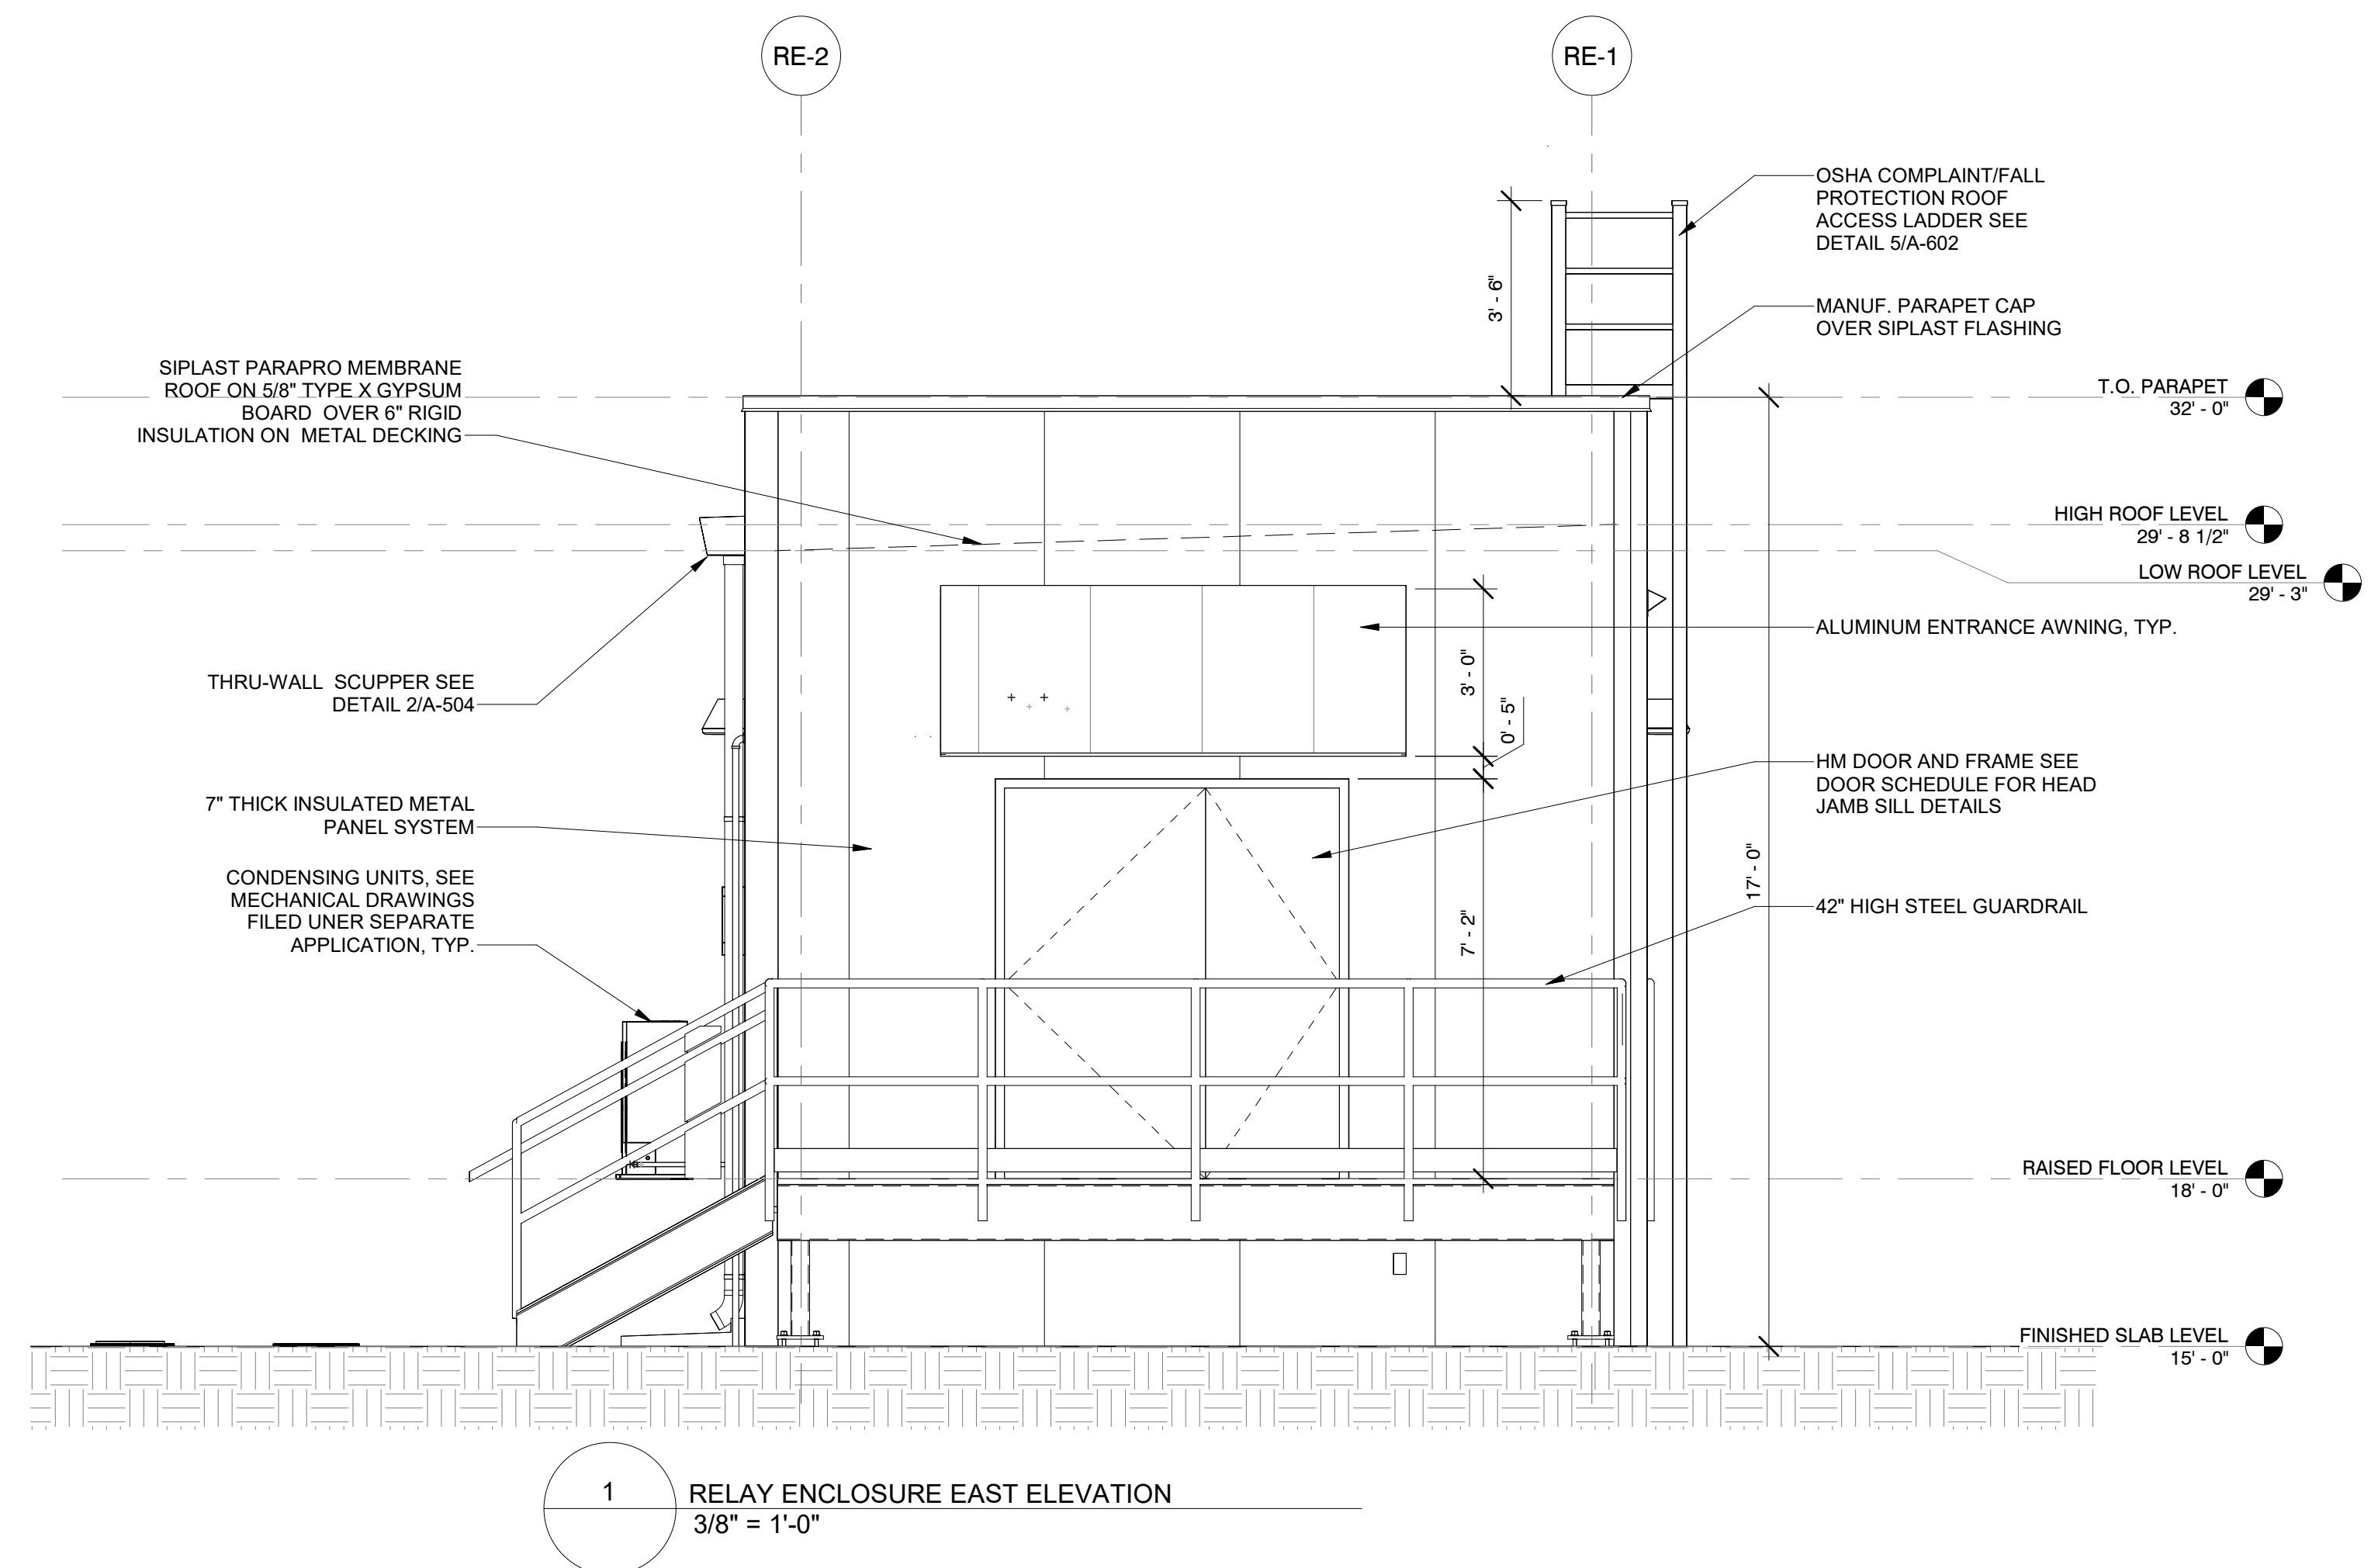 RE-2
RE-1
OSHA COMPLAINT/FALL
PROTECTION ROOF
ACCESS LADDER SEE
DETAIL 5/A-602
3' - 6"
MANUF. PARAPET CAP
OVER SIPLAST FLASHING
SIPLAST PARAPRO MEMBRANE
ROOF ON 5/8" TYPE X GYPSUM
BOARD OVER 6" RIGID
INSULATION ON METAL DECKING
T.O. PARAPET
32' - 0"
HIGH ROOF LEVEL
29' - 8 1/2"
LOW ROOF LEVEL
29' - 3"
ALUMINUM ENTRANCE AWNING, TYP.
3' - 0"
0' - 5"
THRU-WALL SCUPPER SEE
DETAIL 2/A-504
HM DOOR AND FRAME SEE
DOOR SCHEDULE FOR HEAD
JAMB SILL DETAILS
7" THICK INSULATED METAL
PANEL SYSTEM
17' - 0"
CONDENSING UNITS, SEE
MECHANICAL DRAWINGS
FILED UNER SEPARATE
APPLICATION, TYP.
7' - 2"
42" HIGH STEEL GUARDRAIL
RAISED FLOOR LEVEL
18' - 0"
FINISHED SLAB LEVEL
15' - 0"
1
RELAY ENCLOSURE EAST ELEVATION
3/8" = 1'-0"